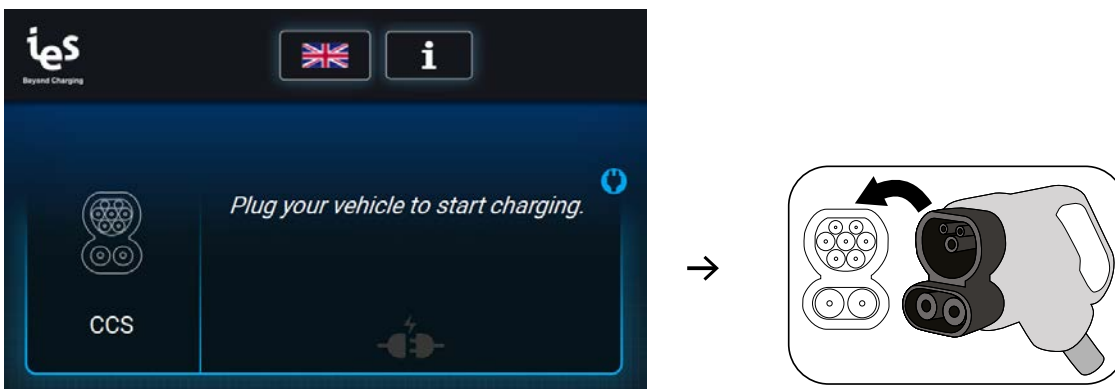 ies
Beyond Charging
i
Plug your vehicle to start charging.
CCS